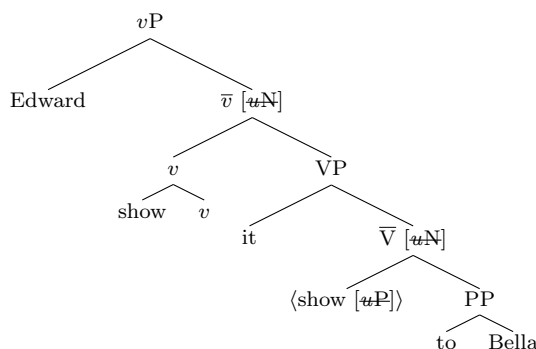 vP
Edward v̅ [u̶N̶]
v VP
show v it V̅ [u̶N̶]
⟨show [u̶P̶]⟩ PP
to Bella